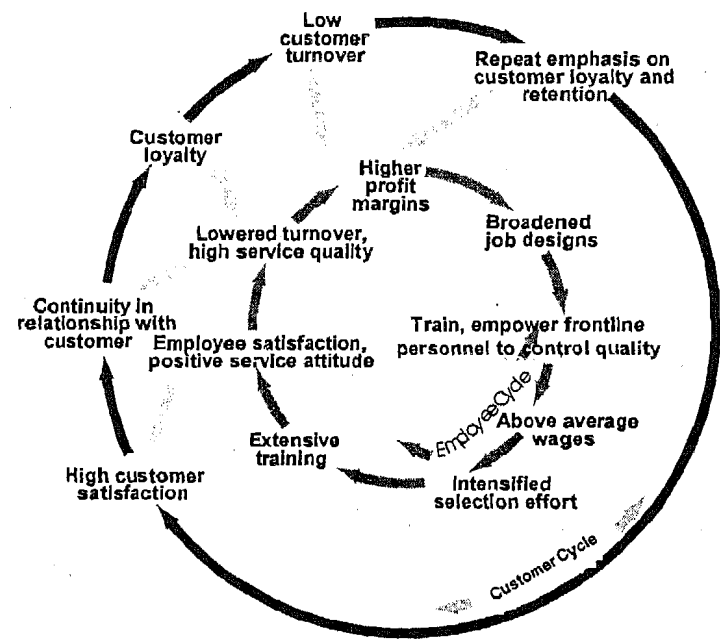 Low
customer
turnover
Repeat emphasis on
customer loyalty and
retention
Customer
loyalty
Higher
profit
margins
Broadened
job designs
Lowered turnover,
high service quality
Continuity in
relationship with
customer
Train, empower frontline
personnel to control quality
Employee satisfaction,
positive service attitude
Employee Cycle
Above average
wages
Extensive
training
High customer
satisfaction
Intensified
selection effort
Customer Cycle